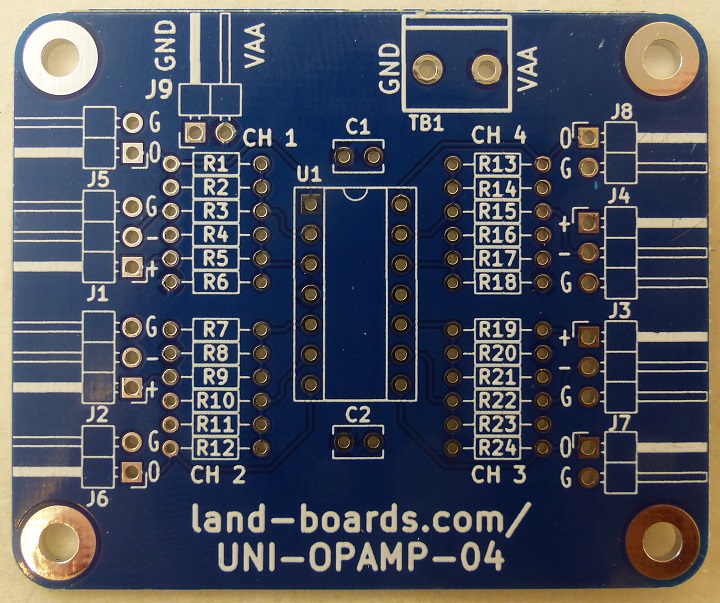 GND
VAA
J9
GND
VAA
TB1
G
O
J5
CH 1
C1
CH 4
J8
O
G
U1
R1
R2
R3
R4
R5
R6
R13
R14
R15
R16
R17
R18
G
-
+
J1
J4
+
-
G
R7
R8
R9
R10
R11
R12
R19
R20
R21
R22
R23
R24
G
-
+
J2
J3
+
-
G
C2
G
O
J6
J7
O
G
CH 2
CH 3
land-boards.com/
UNI-OPAMP-04